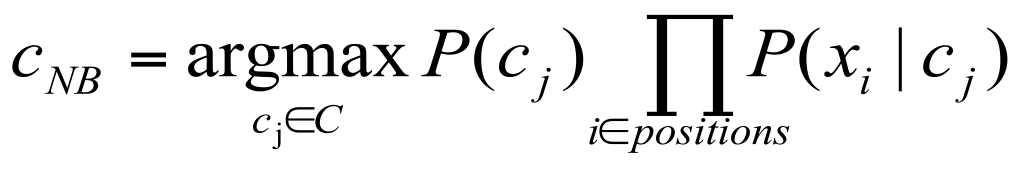 c_NB = argmax_{c_j∈C} P(c_j) ∏_{i∈positions} P(x_i | c_j)